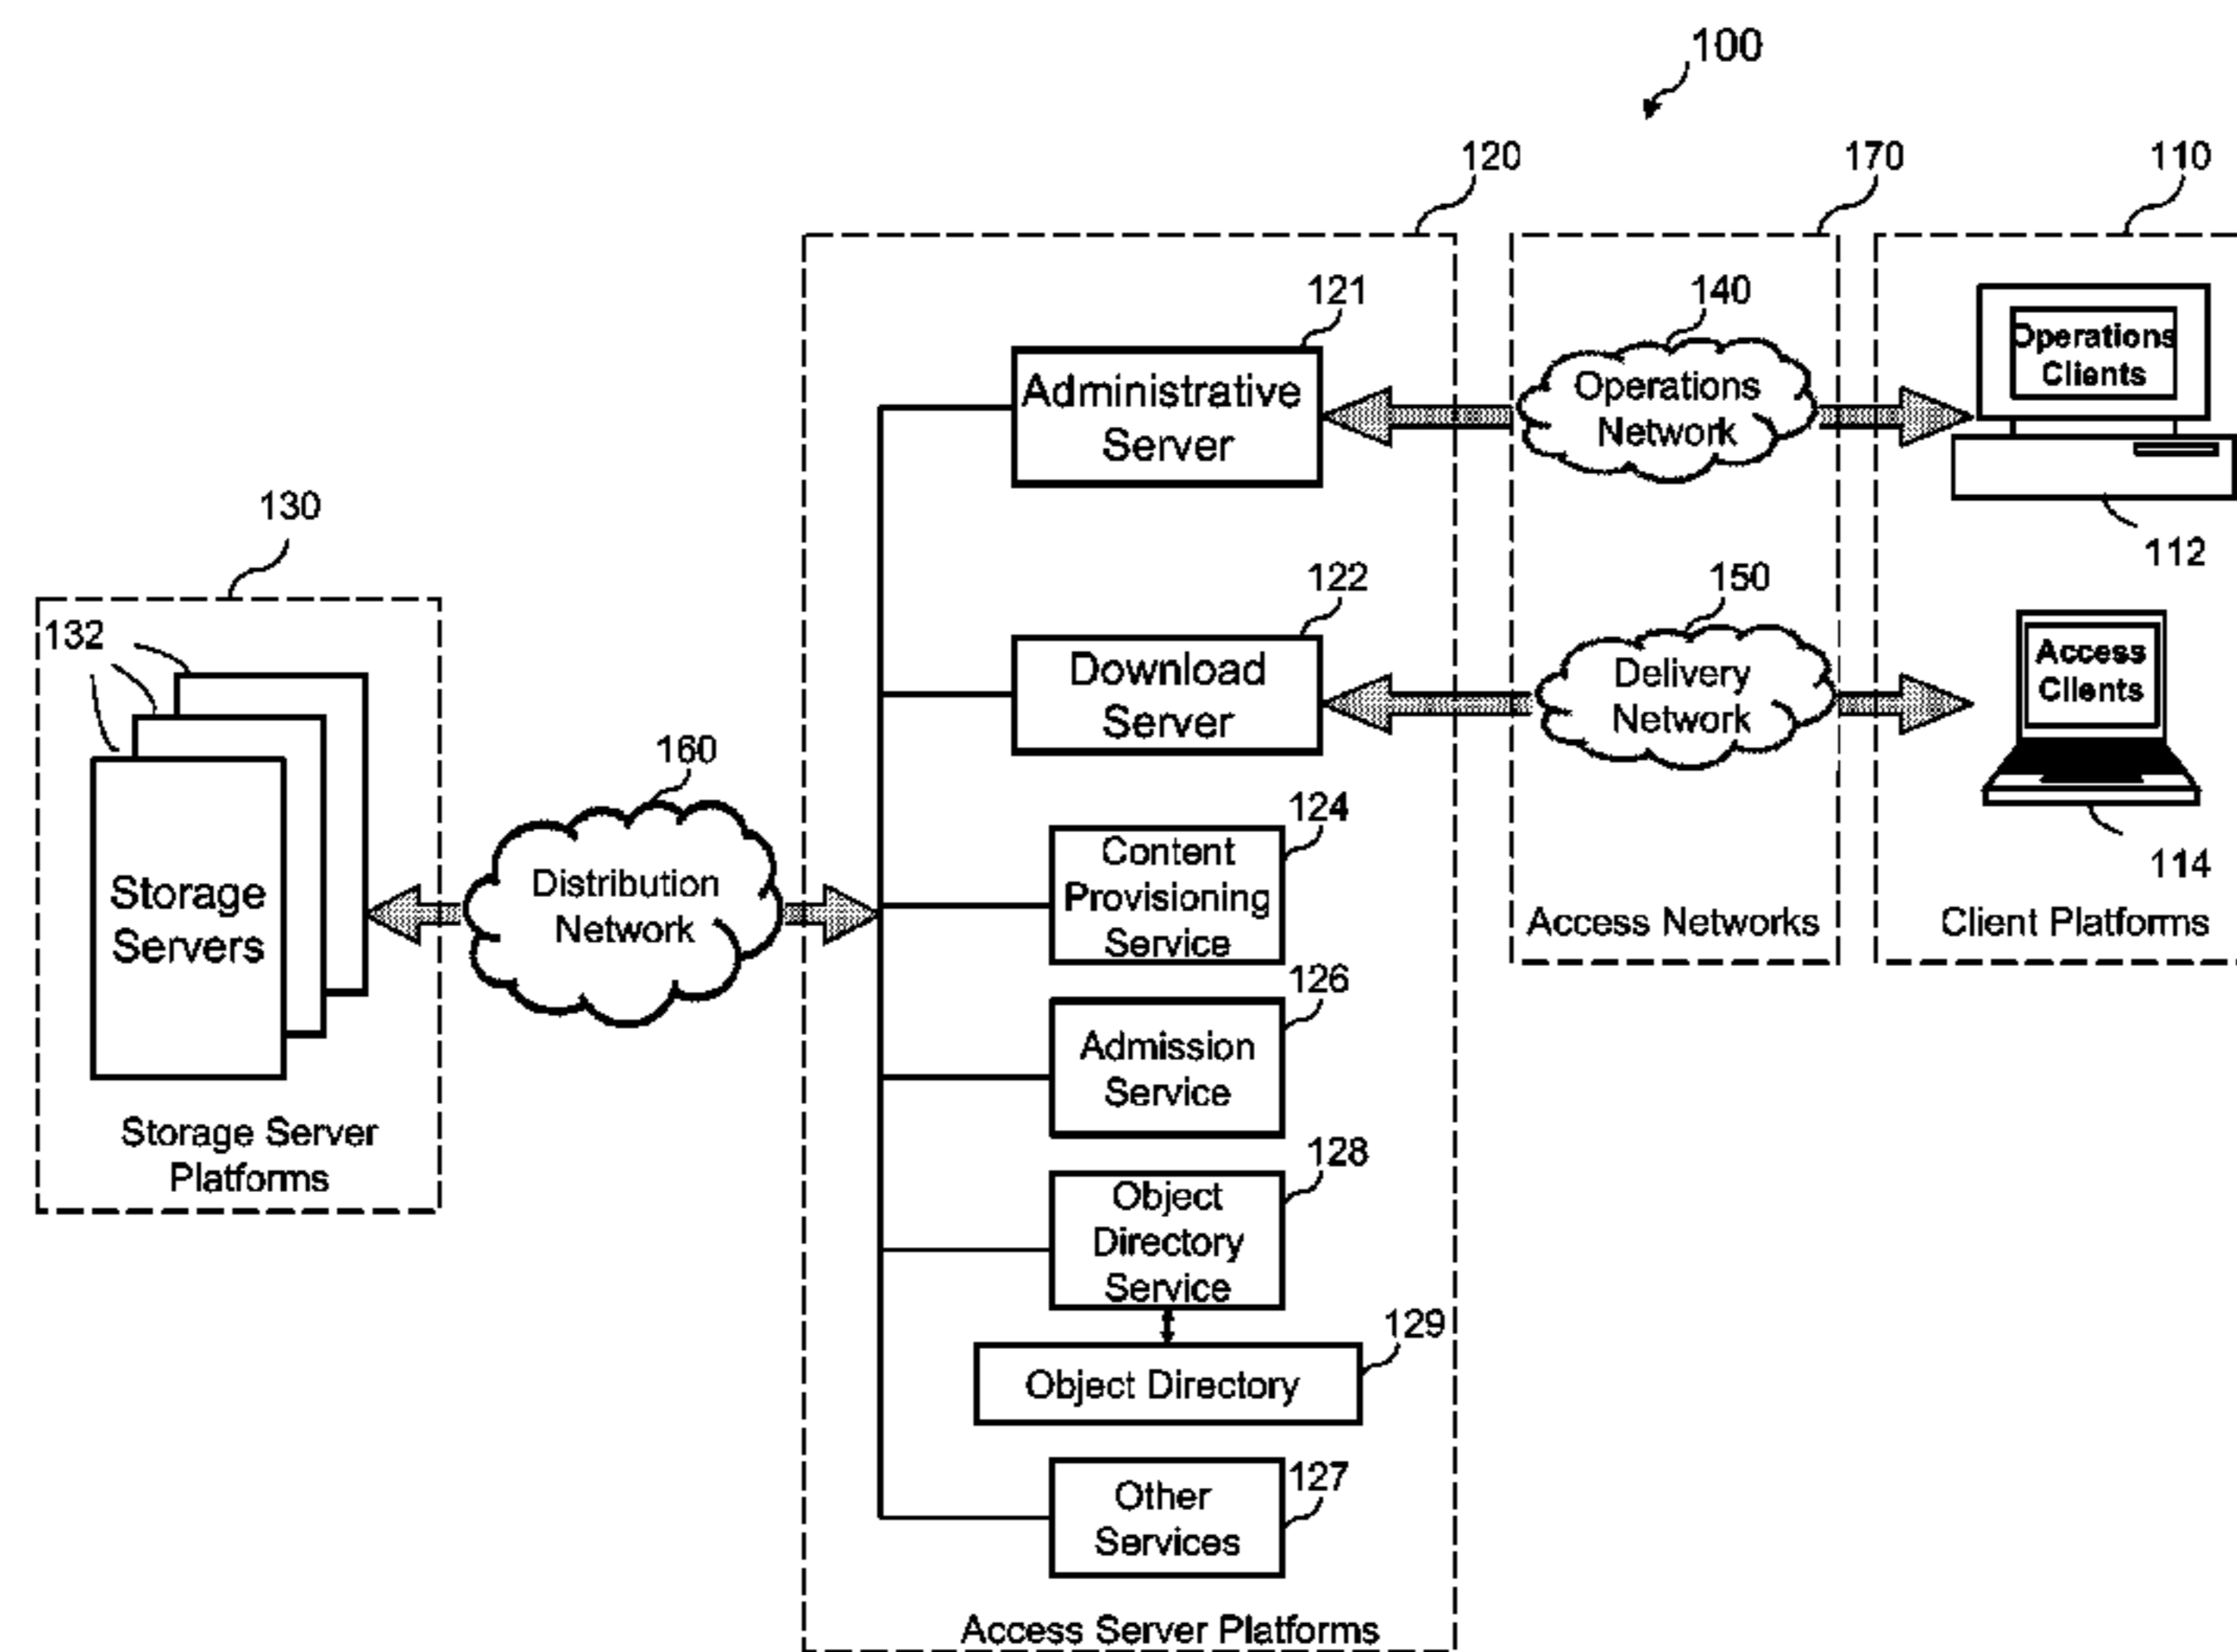 100
120
170
110
121
Administrative
Server
140
Operations
Network
Operations
Clients
112
122
Download
Server
150
Delivery
Network
Access
Clients
114
Access Networks
Client Platforms
130
132
Storage
Servers
Storage Server
Platforms
160
Distribution
Network
124
Content
Provisioning
Service
126
Admission
Service
128
Object
Directory
Service
129
Object Directory
127
Other
Services
Access Server Platforms